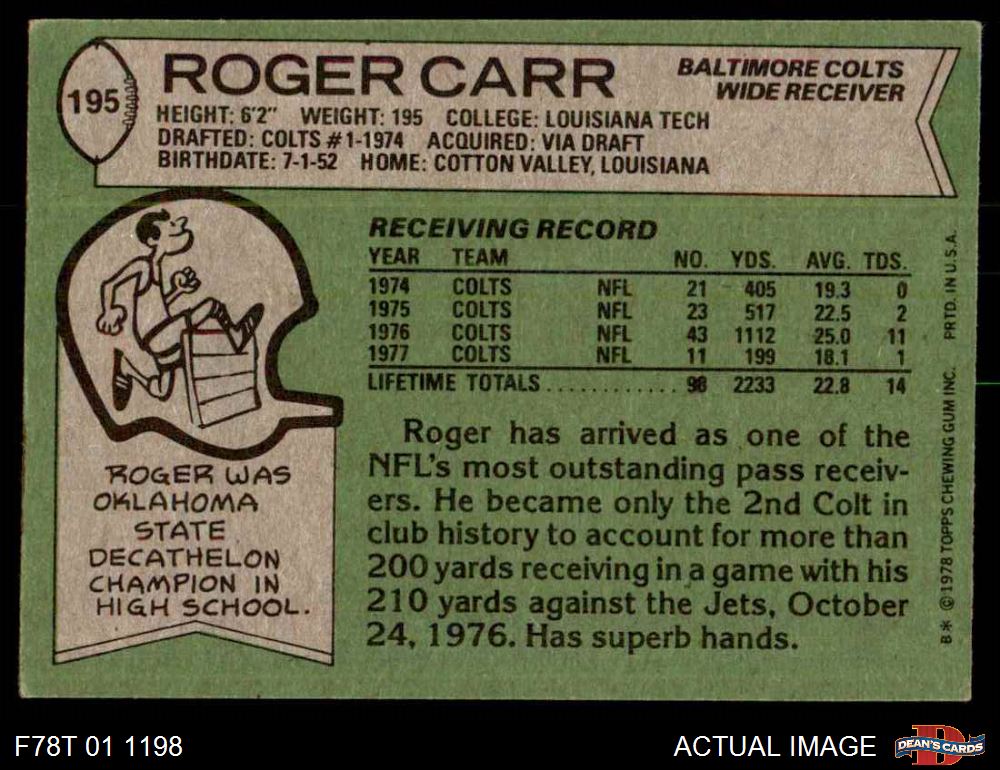 195
ROGER CARR
BALTIMORE COLTS
WIDE RECEIVER
HEIGHT: 6'2" WEIGHT: 195 COLLEGE: LOUISIANA TECH
DRAFTED: COLTS #1-1974 ACQUIRED: VIA DRAFT
BIRTHDATE: 7-1-52 HOME: COTTON VALLEY, LOUISIANA
RECEIVING RECORD
YEAR TEAM NO. YDS. AVG. TDS.
1974 COLTS NFL 21 405 19.3 0
1975 COLTS NFL 23 517 22.5 2
1976 COLTS NFL 43 1112 25.0 11
1977 COLTS NFL 11 199 18.1 1
LIFETIME TOTALS ............ 98 2233 22.8 14
Roger has arrived as one of the
NFL's most outstanding pass receiv-
ers. He became only the 2nd Colt in
club history to account for more than
200 yards receiving in a game with his
210 yards against the Jets, October
24, 1976. Has superb hands.
ROGER WAS
OKLAHOMA
STATE
DECATHELON
CHAMPION IN
HIGH SCHOOL.
B* © 1978 TOPPS CHEWING GUM INC. PRTD. IN U.S.A.
F78T 01 1198
ACTUAL IMAGE
D
DEAN'S CARDS